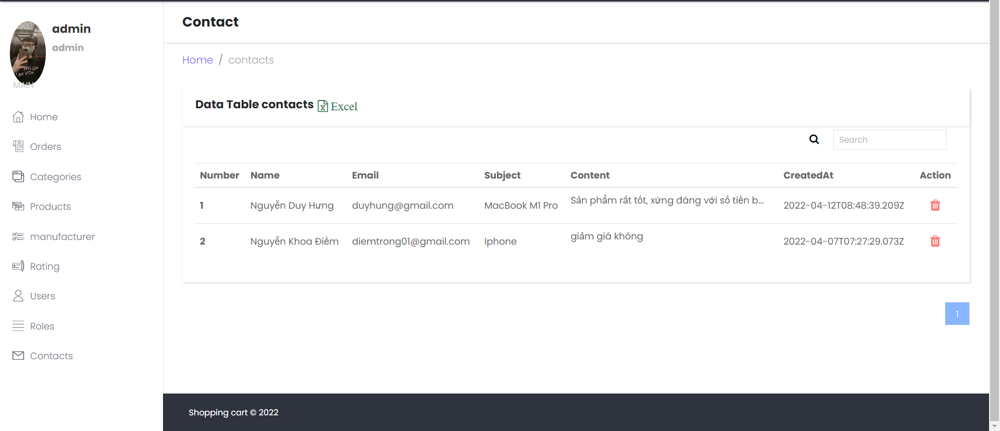 admin
admin
MAIN
Home
Orders
Categories
Products
manufacturer
Rating
Users
Roles
Contacts
Contact
Home / contacts
Data Table contacts Excel
Search
Number Name Email Subject Content CreatedAt Action
1 Nguyễn Duy Hưng duyhung@gmail.com MacBook M1 Pro Sản phẩm rất tốt, xứng đáng với số tiền b... 2022-04-12T08:48:39.209Z
2 Nguyễn Khoa Điềm diemtrong01@gmail.com Iphone giảm giá không 2022-04-07T07:27:29.073Z
1
Shopping cart © 2022